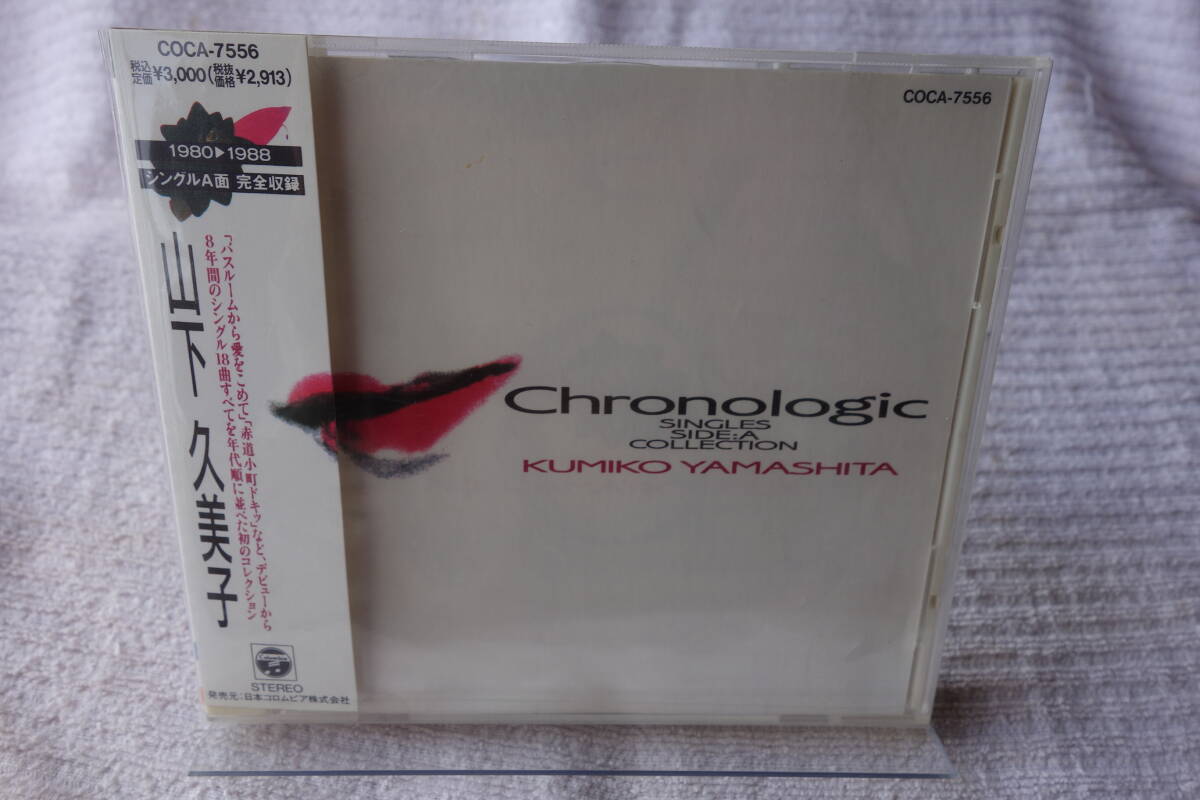 COCA-7556
税込定価¥3,000(税抜価格¥2,913)
1980▶1988
シングルA面 完全収録
「バスルームから愛をこめて」「赤道小町ドキッ」など、デビューから
8年間のシングル18曲すべてを年代順に並べた初のコレクション
山下久美子
Columbia
STEREO
発売元:日本コロムビア株式会社
COCA-7556
Chronologic
SINGLES
SIDE:A
COLLECTION
KUMIKO YAMASHITA